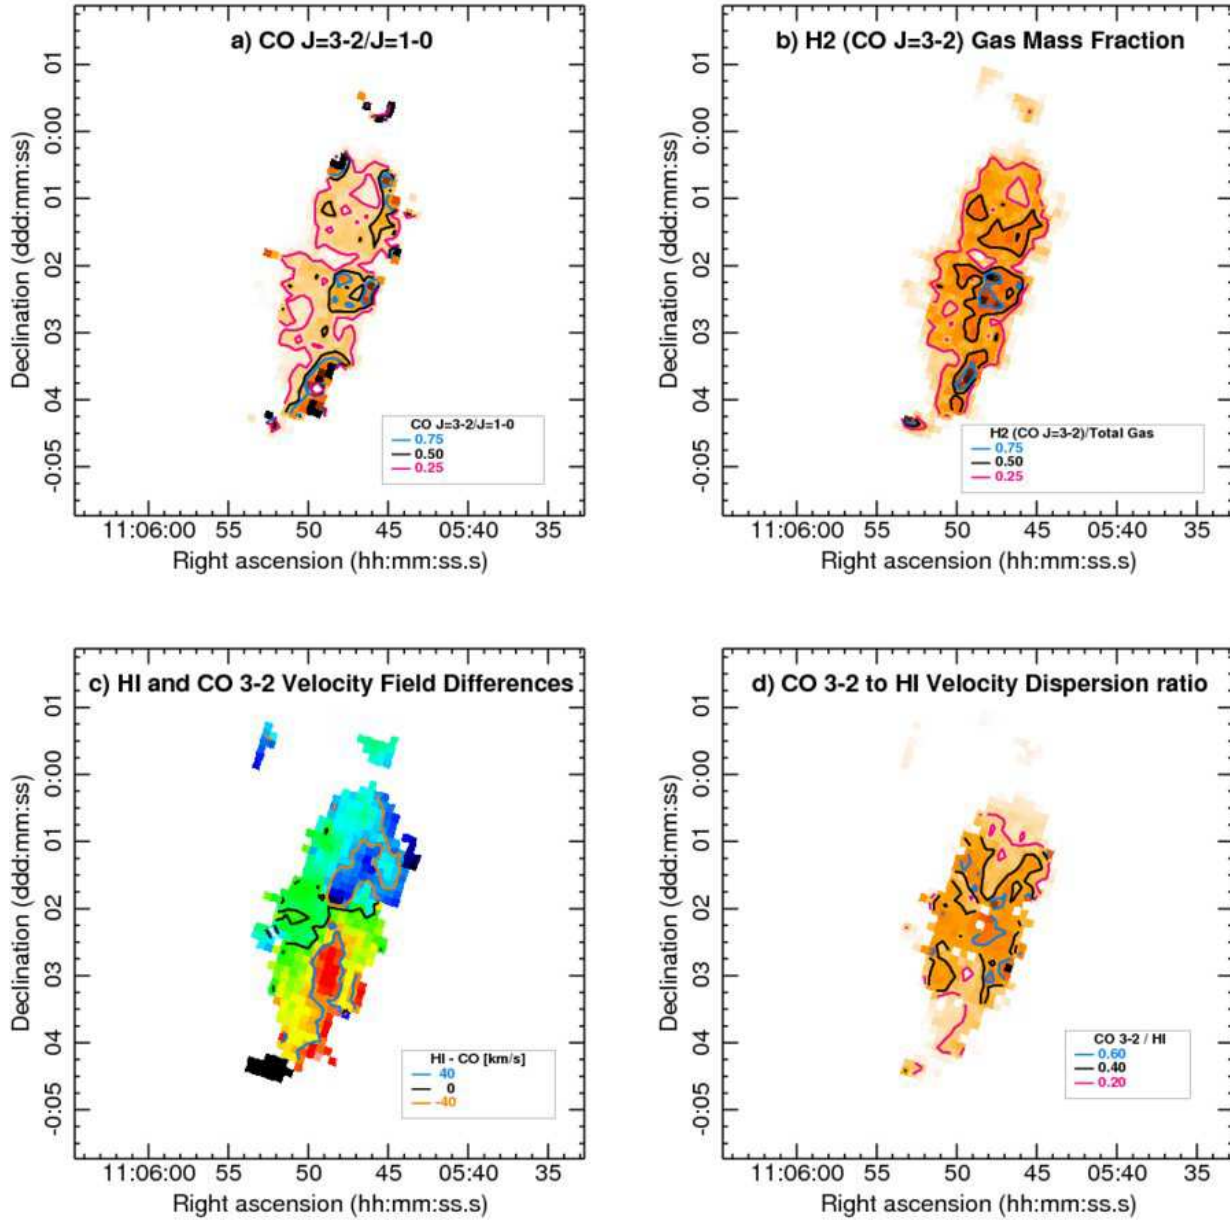 a) CO J=3-2/J=1-0
Declination (ddd:mm:ss)
01
0:00
01
02
03
04
-0:05
CO J=3-2/J=1-0
0.75
0.50
0.25
11:06:00 55 50 45 05:40 35
Right ascension (hh:mm:ss.s)
b) H2 (CO J=3-2) Gas Mass Fraction
Declination (ddd:mm:ss)
01
0:00
01
02
03
04
-0:05
H2 (CO J=3-2)/Total Gas
0.75
0.50
0.25
11:06:00 55 50 45 05:40 35
Right ascension (hh:mm:ss.s)
c) HI and CO 3-2 Velocity Field Differences
Declination (ddd:mm:ss)
01
0:00
01
02
03
04
-0:05
HI - CO [km/s]
40
0
-40
11:06:00 55 50 45 05:40 35
Right ascension (hh:mm:ss.s)
d) CO 3-2 to HI Velocity Dispersion ratio
Declination (ddd:mm:ss)
01
0:00
01
02
03
04
-0:05
CO 3-2 / HI
0.60
0.40
0.20
11:06:00 55 50 45 05:40 35
Right ascension (hh:mm:ss.s)